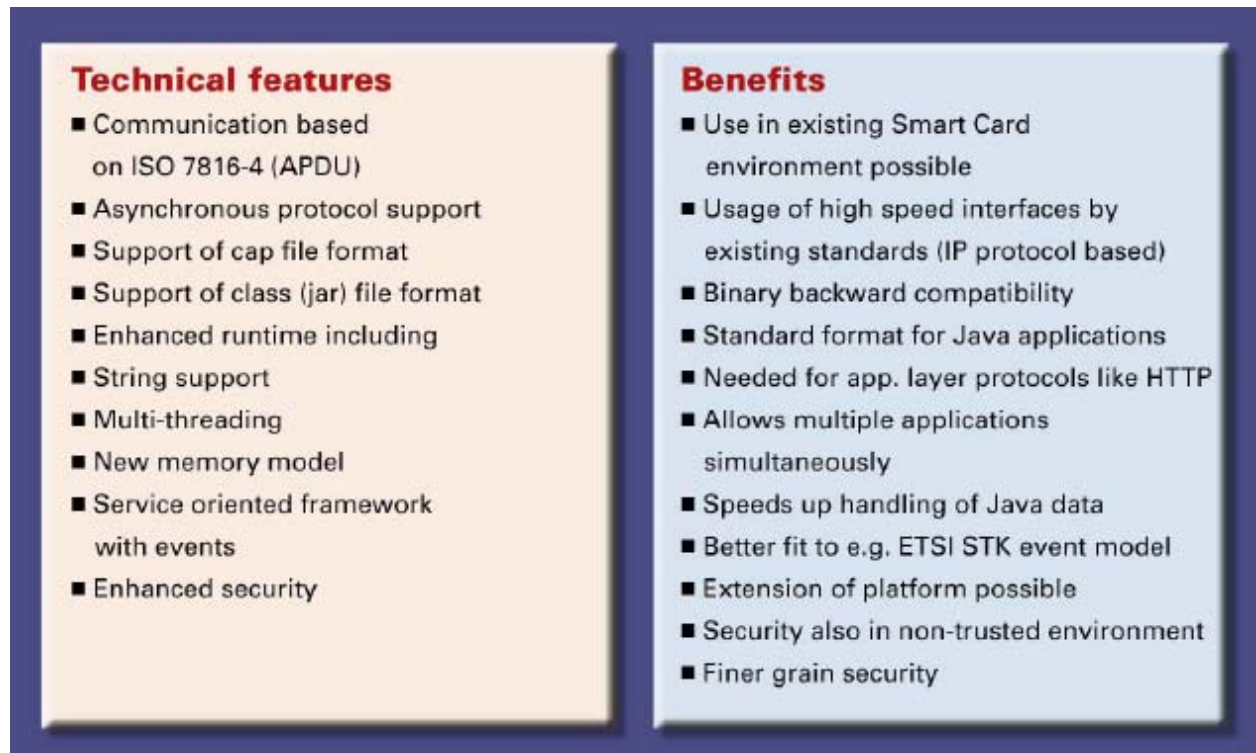 Technical features
■ Communication based
on ISO 7816-4 (APDU)
■ Asynchronous protocol support
■ Support of cap file format
■ Support of class (jar) file format
■ Enhanced runtime including
■ String support
■ Multi-threading
■ New memory model
■ Service oriented framework
with events
■ Enhanced security
Benefits
■ Use in existing Smart Card
environment possible
■ Usage of high speed interfaces by
existing standards (IP protocol based)
■ Binary backward compatibility
■ Standard format for Java applications
■ Needed for app. layer protocols like HTTP
■ Allows multiple applications
simultaneously
■ Speeds up handling of Java data
■ Better fit to e.g. ETSI STK event model
■ Extension of platform possible
■ Security also in non-trusted environment
■ Finer grain security